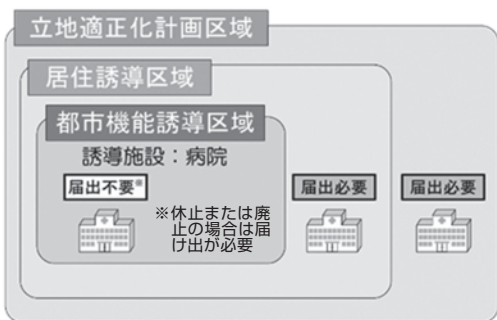 立地適正化計画区域
居住誘導区域
都市機能誘導区域
誘導施設：病院
届出不要※
届出必要
届出必要
※休止または廃
止の場合は届
け出が必要